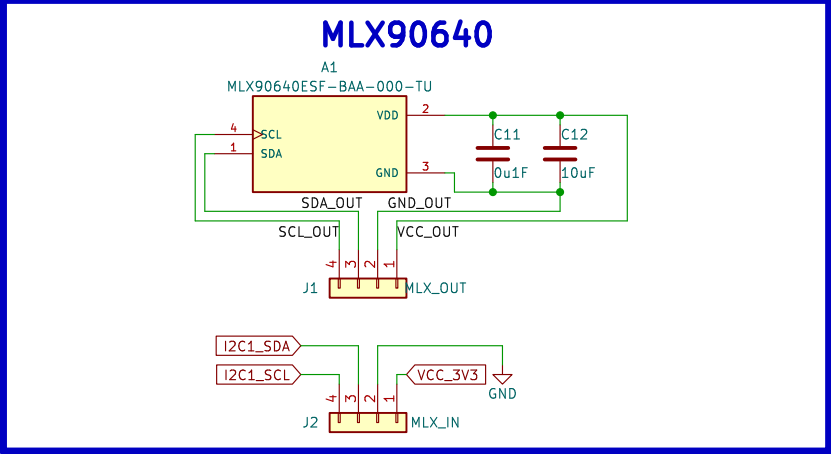 MLX90640
A1
MLX90640ESF-BAA-000-TU
VDD 2
4 SCL
C11
C12
1 SDA
GND 3
0u1F
10uF
SDA_OUT
GND_OUT
SCL_OUT
VCC_OUT
4 3 2 1
J1
MLX_OUT
I2C1_SDA
I2C1_SCL
VCC_3V3
GND
4 3 2 1
J2
MLX_IN